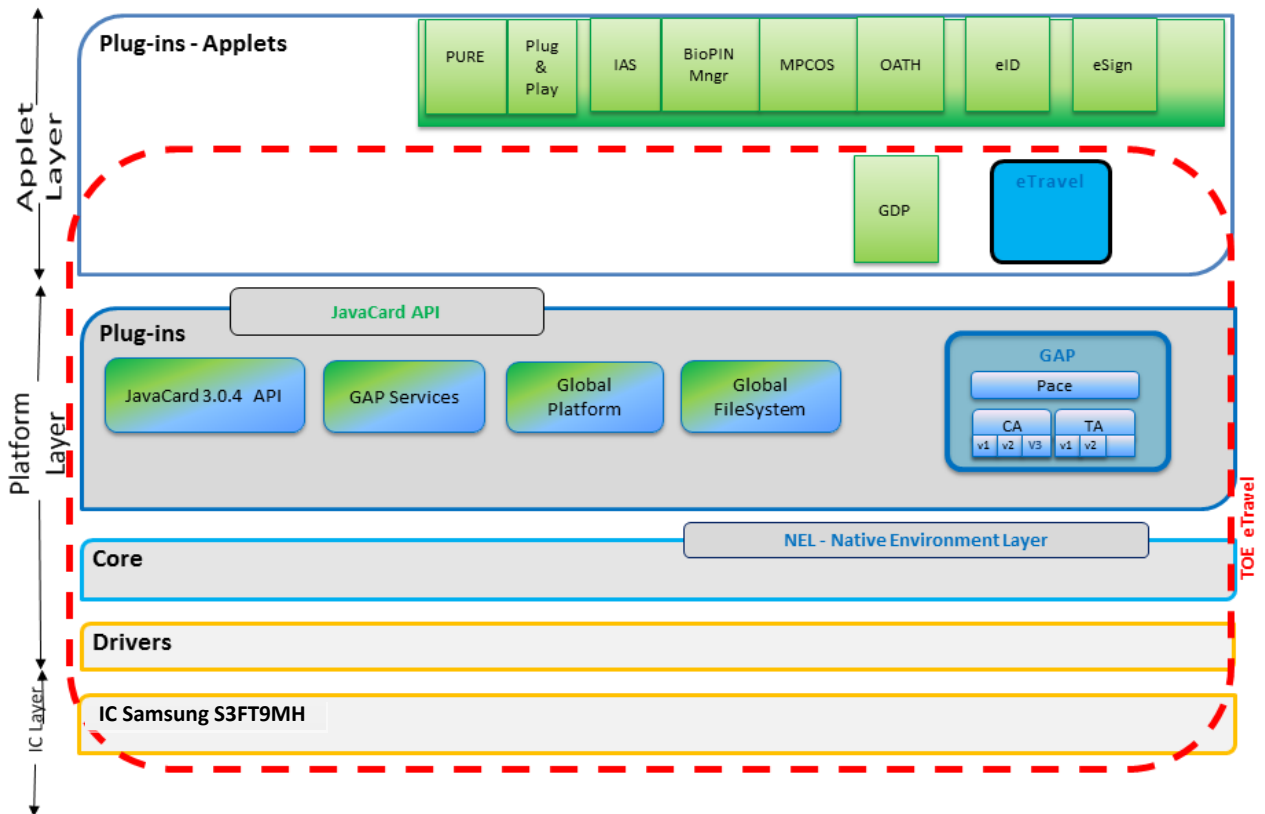 Plug-ins - Applets
PURE
Plug
&
Play
IAS
BioPIN
Mngr
MPCOS
OATH
eID
eSign
Applet
Layer
GDP
eTravel
JavaCard API
Plug-ins
JavaCard 3.0.4 API
GAP Services
Global
Platform
Global
FileSystem
GAP
Pace
CA
TA
v1
v2
V3
v1
v2
Platform
Layer
NEL - Native Environment Layer
Core
TOE eTravel
Drivers
IC Layer
IC Samsung S3FT9MH